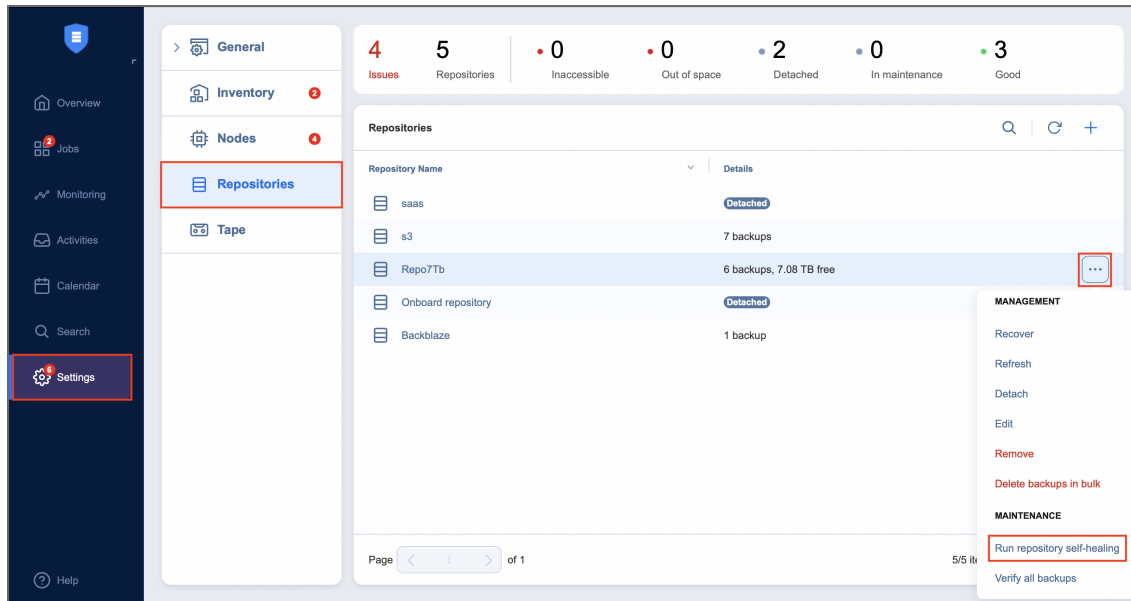 Overview
2
Jobs
Monitoring
Activities
Calendar
Search
6
Settings
Help
General
Inventory 2
Nodes 4
Repositories
Tape
4 5 0 0 2 0 3
Issues Repositories Inaccessible Out of space Detached In maintenance Good
Repositories
Repository Name Details
saas Detached
s3 7 backups
Repo7Tb 6 backups, 7.08 TB free
Onboard repository Detached
Backblaze 1 backup
MANAGEMENT
Recover
Refresh
Detach
Edit
Remove
Delete backups in bulk
MAINTENANCE
Run repository self-healing
Verify all backups
Page 1 of 1
5/5